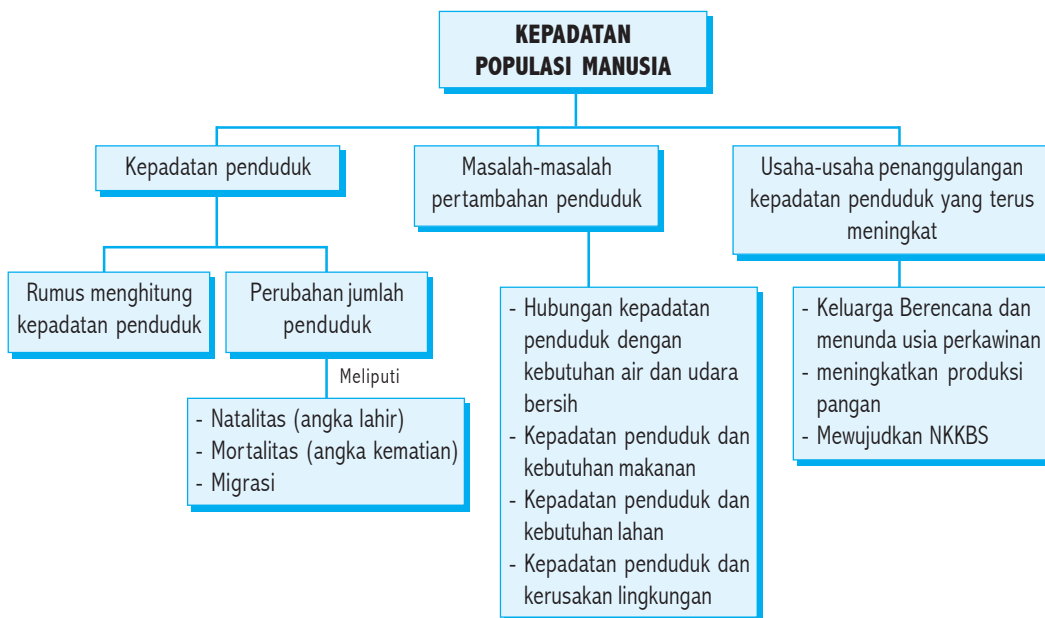 KEPADATAN
POPULASI MANUSIA
Kepadatan penduduk
Masalah-masalah
pertambahan penduduk
Usaha-usaha penanggulangan
kepadatan penduduk yang terus
meningkat
Rumus menghitung
kepadatan penduduk
Perubahan jumlah
penduduk
Meliputi
- Natalitas (angka lahir)
- Mortalitas (angka kematian)
- Migrasi
- Hubungan kepadatan
penduduk dengan
kebutuhan air dan udara
bersih
- Kepadatan penduduk dan
kebutuhan makanan
- Kepadatan penduduk dan
kebutuhan lahan
- Kepadatan penduduk dan
kerusakan lingkungan
- Keluarga Berencana dan
menunda usia perkawinan
- meningkatkan produksi
pangan
- Mewujudkan NKKBS